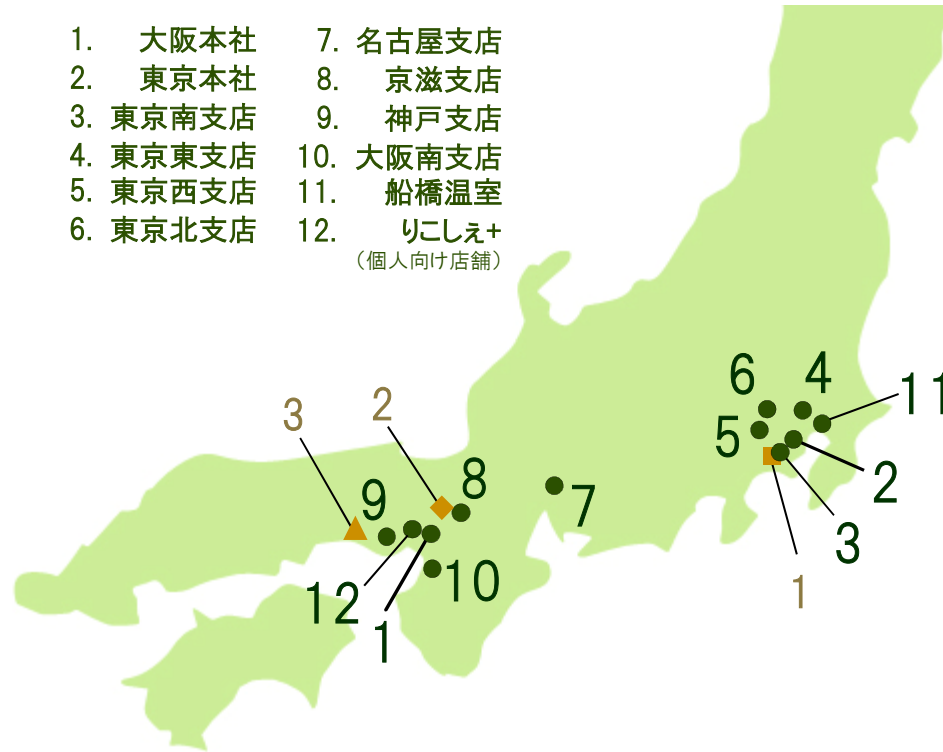 1. 大阪本社
2. 東京本社
3. 東京南支店
4. 東京東支店
5. 東京西支店
6. 東京北支店
7. 名古屋支店
8. 京滋支店
9. 神戸支店
10. 大阪南支店
11. 船橋温室
12. りこしぇ+
（個人向け店舗）
6
4
11
5
2
3
1
3
2
8
9
7
10
12
1